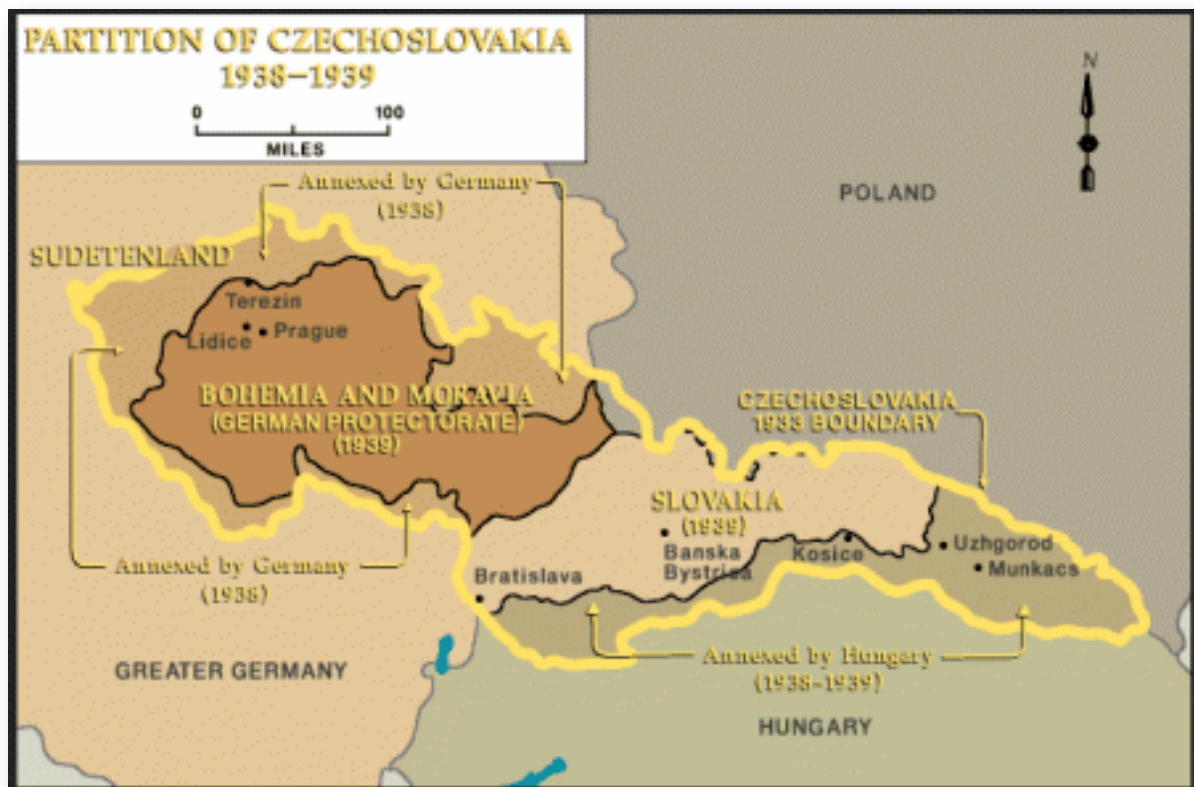 PARTITION OF CZECHOSLOVAKIA
1938–1939
0 100
MILES
N
Annexed by Germany
(1938)
POLAND
SUDETENLAND
Terezin
Lidice
Prague
BOHEMIA AND MORAVIA
(GERMAN PROTECTORATE)
(1939)
CZECHOSLOVAKIA
1933 BOUNDARY
SLOVAKIA
(1939)
Banska
Bystrica
Kosice
Uzhgorod
Munkacs
Annexed by Germany
(1938)
Bratislava
Annexed by Hungary
(1938–1939)
GREATER GERMANY
HUNGARY